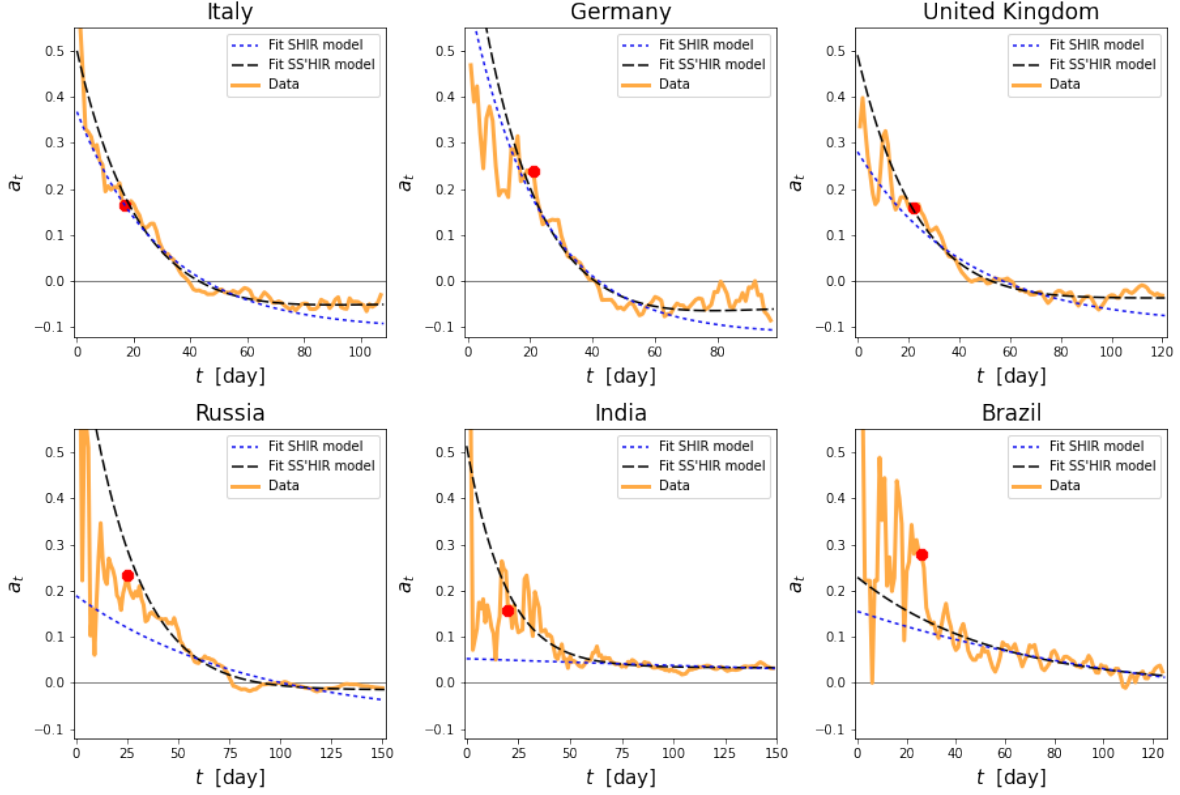 Italy
Germany
United Kingdom
0.5
0.4
0.3
0.2
0.1
0.0
−0.1
a_t
Fit SHIR model
Fit SS'HIR model
Data
0 20 40 60 80 100
t [day]
0.5
0.4
0.3
0.2
0.1
0.0
−0.1
a_t
Fit SHIR model
Fit SS'HIR model
Data
0 20 40 60 80
t [day]
0.5
0.4
0.3
0.2
0.1
0.0
−0.1
a_t
Fit SHIR model
Fit SS'HIR model
Data
0 20 40 60 80 100 120
t [day]
Russia
India
Brazil
0.5
0.4
0.3
0.2
0.1
0.0
−0.1
a_t
Fit SHIR model
Fit SS'HIR model
Data
0 25 50 75 100 125 150
t [day]
0.5
0.4
0.3
0.2
0.1
0.0
−0.1
a_t
Fit SHIR model
Fit SS'HIR model
Data
0 25 50 75 100 125 150
t [day]
0.5
0.4
0.3
0.2
0.1
0.0
−0.1
a_t
Fit SHIR model
Fit SS'HIR model
Data
0 20 40 60 80 100 120
t [day]